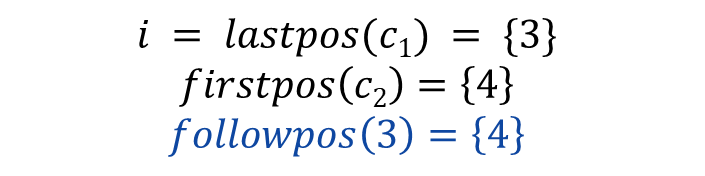 i = lastpos(c₁) = {3}
firstpos(c₂) = {4}
followpos(3) = {4}